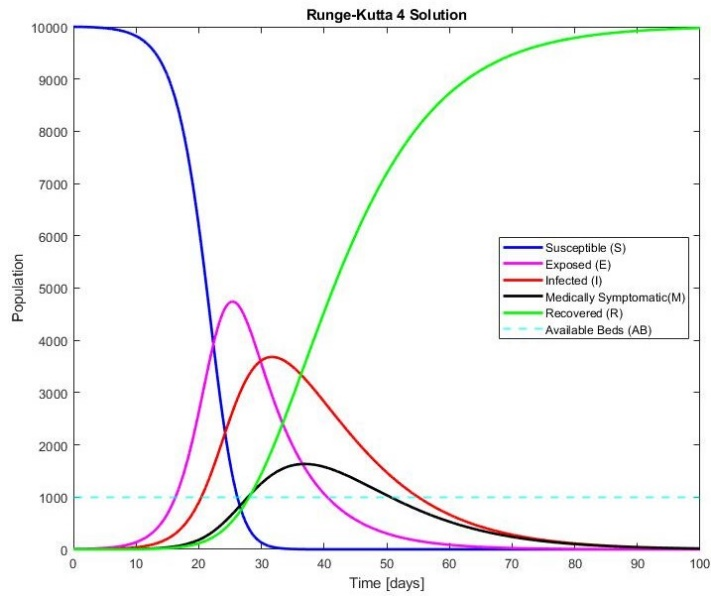 Runge-Kutta 4 Solution
10000
9000
8000
7000
6000
5000
4000
3000
2000
1000
0
Population
Susceptible (S)
Exposed (E)
Infected (I)
Medically Symptomatic(M)
Recovered (R)
Available Beds (AB)
0 10 20 30 40 50 60 70 80 90 100
Time [days]